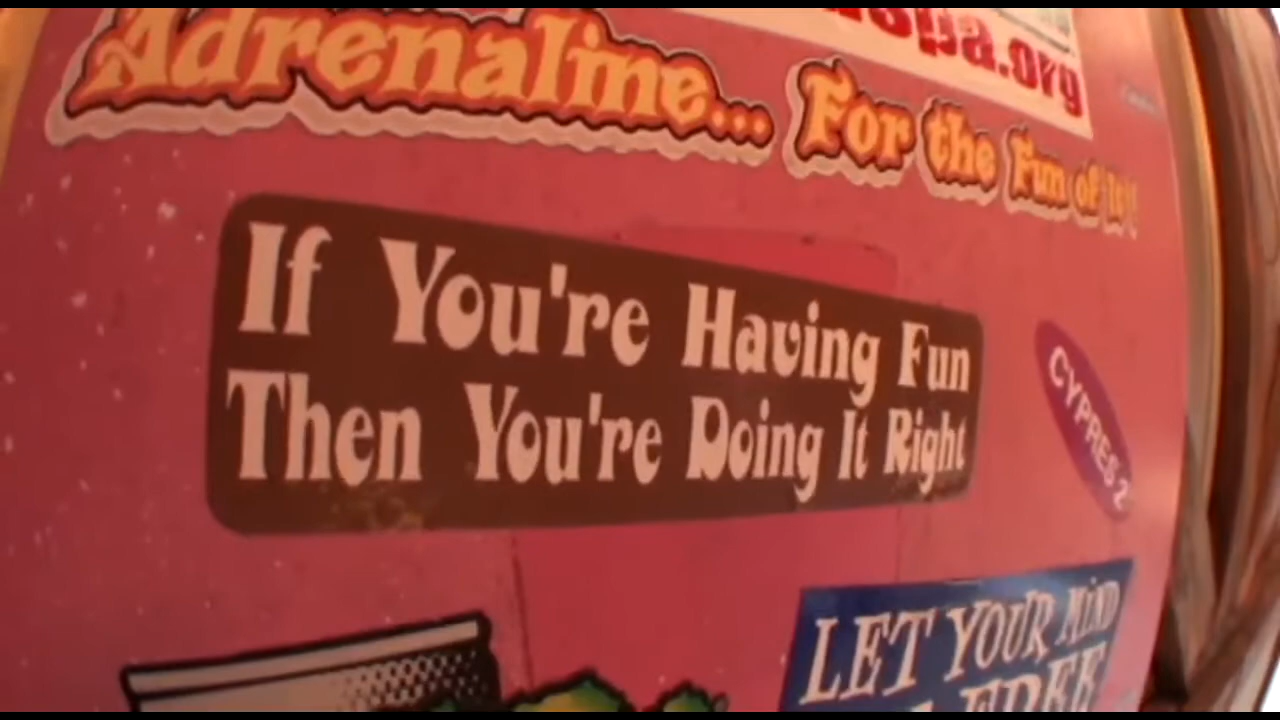 Adrenaline... For the Fun of It!
spa.org
If You're Having Fun
Then You're Doing It Right
CYPRES 2
LET YOUR MIND